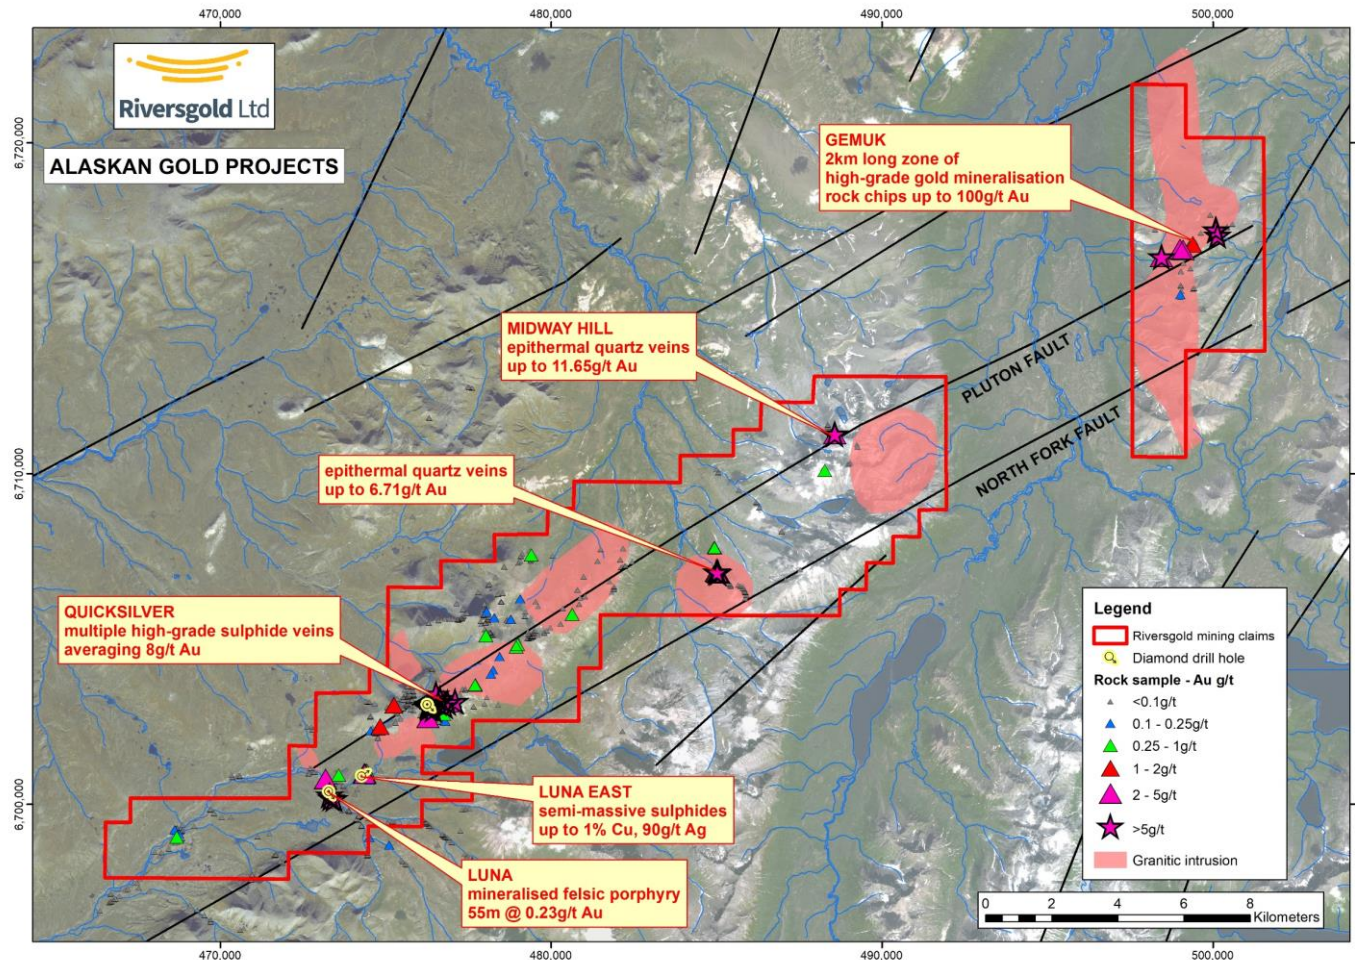 470,000
480,000
490,000
500,000
Riversgold Ltd
ALASKAN GOLD PROJECTS
6,720,000
6,710,000
6,700,000
GEMUK
2km long zone of
high-grade gold mineralisation
rock chips up to 100g/t Au
MIDWAY HILL
epithermal quartz veins
up to 11.65g/t Au
PLUTON FAULT
NORTH FORK FAULT
epithermal quartz veins
up to 6.71g/t Au
QUICKSILVER
multiple high-grade sulphide veins
averaging 8g/t Au
LUNA EAST
semi-massive sulphides
up to 1% Cu, 90g/t Ag
LUNA
mineralised felsic porphyry
55m @ 0.23g/t Au
Legend
Riversgold mining claims
Diamond drill hole
Rock sample - Au g/t
<0.1g/t
0.1 - 0.25g/t
0.25 - 1g/t
1 - 2g/t
2 - 5g/t
>5g/t
Granitic intrusion
0 2 4 6 8
Kilometers
470,000
480,000
490,000
500,000